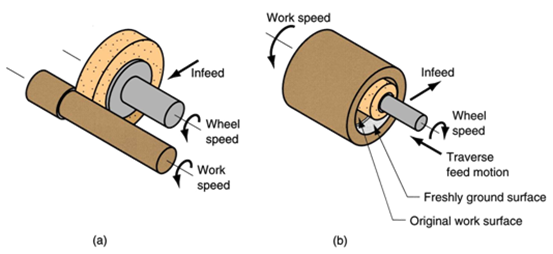 Infeed
Wheel
speed
Work
speed
(a)
Work speed
Infeed
Wheel
speed
Traverse
feed motion
Freshly ground surface
Original work surface
(b)